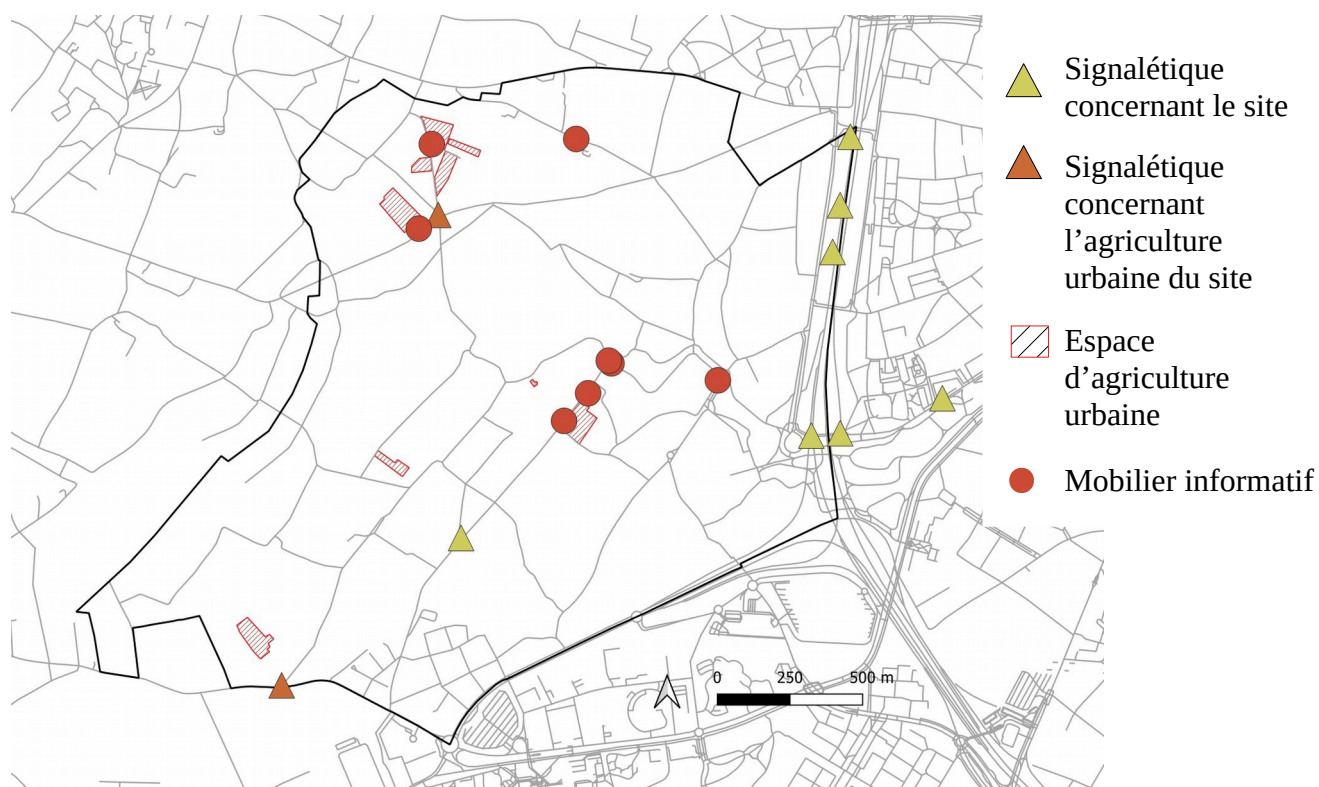 Signalétique
concernant le site
Signalétique
concernant
l’agriculture
urbaine du site
Espace
d’agriculture
urbaine
Mobilier informatif
0 250 500 m